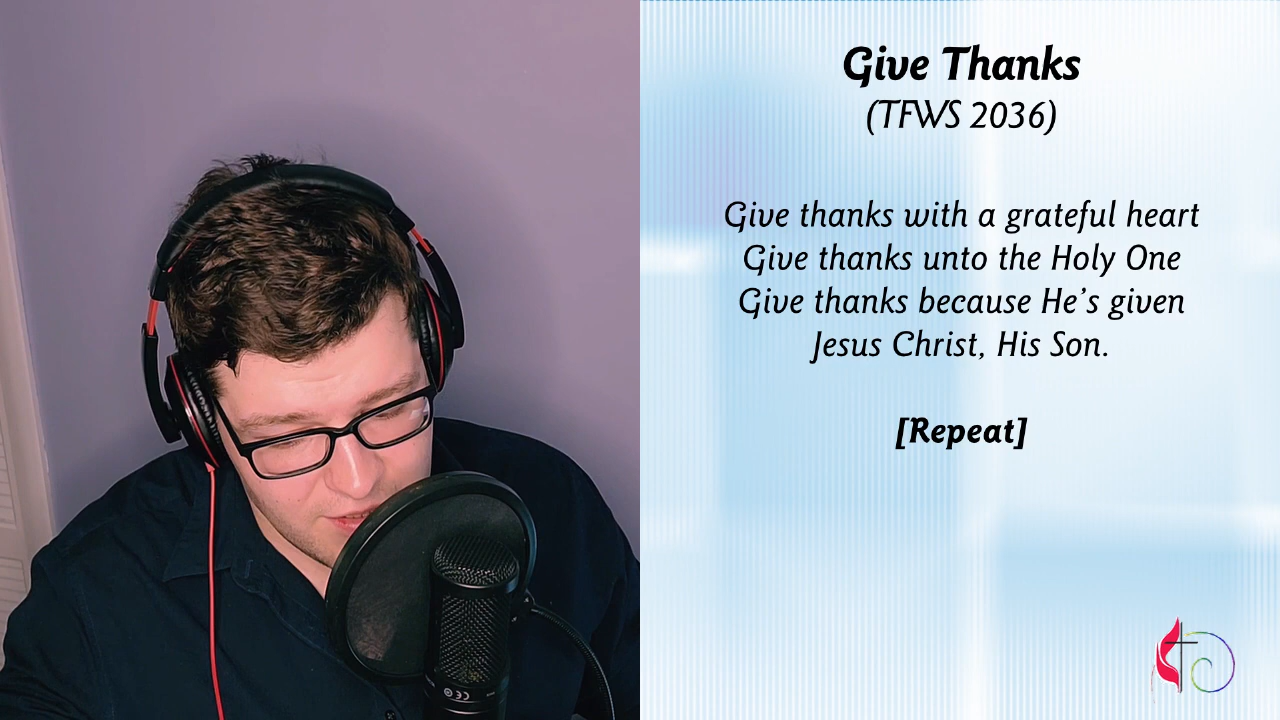 Give Thanks
(TFWS 2036)
Give thanks with a grateful heart
Give thanks unto the Holy One
Give thanks because He’s given
Jesus Christ, His Son.
[Repeat]